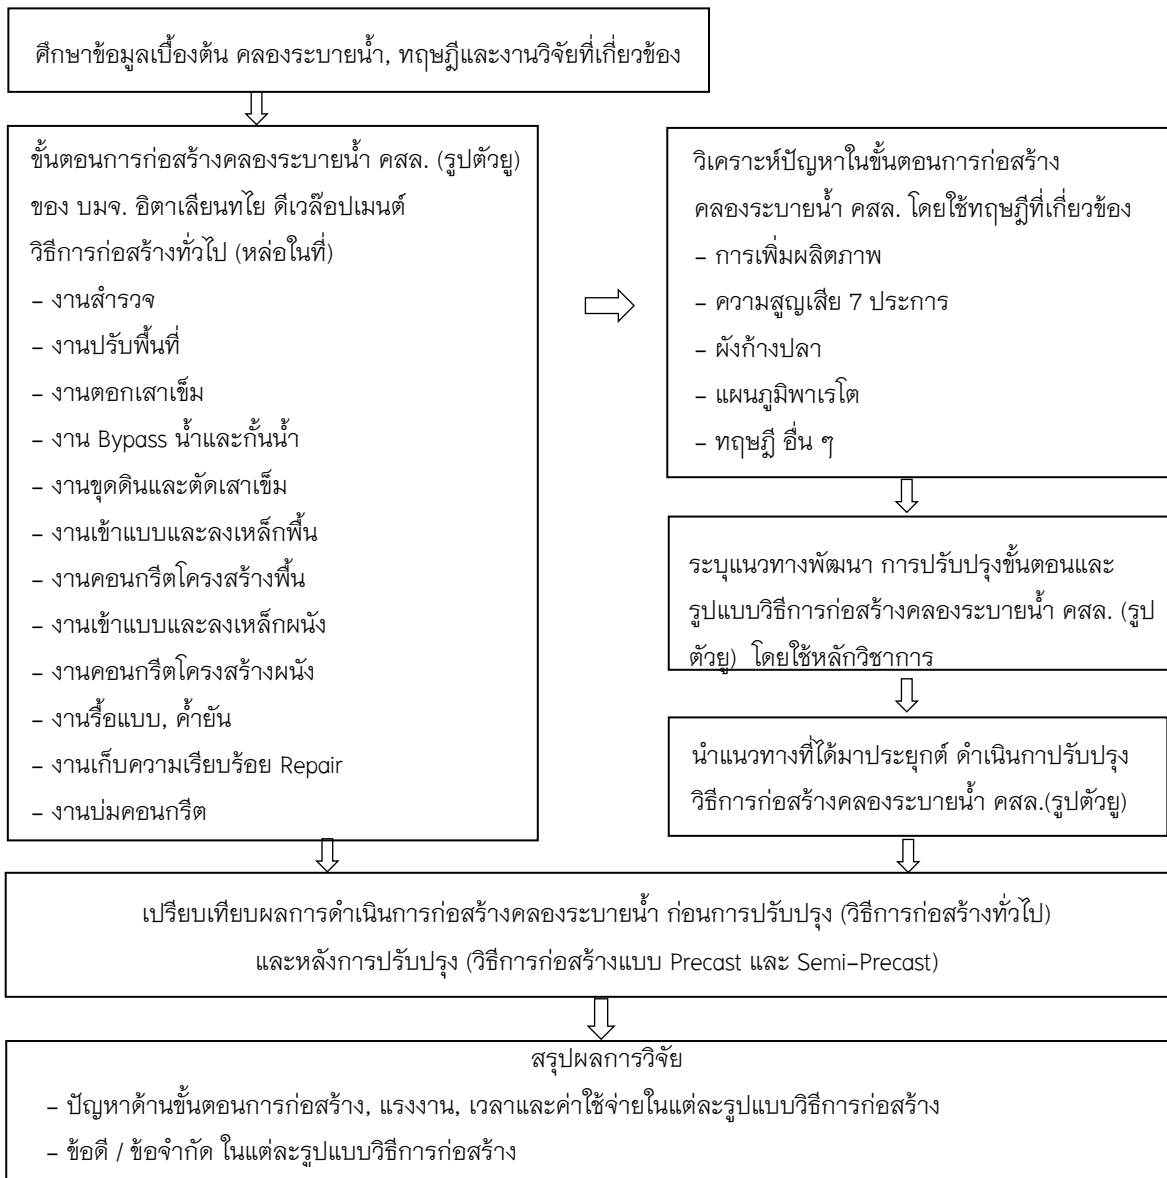 ศึกษาข้อมูลเบื้องต้น คลองระบายน้ำ, ทฤษฎีและงานวิจัยที่เกี่ยวข้อง
ขั้นตอนการก่อสร้างคลองระบายน้ำ คสล. (รูปตัวยู)
ของ บมจ. อิตาเลียนทไย ดีเวล๊อปเมนต์
วิธีการก่อสร้างทั่วไป (หล่อในที่)
– งานสำรวจ
– งานปรับพื้นที่
– งานตอกเสาเข็ม
– งาน Bypass น้ำและกั้นน้ำ
– งานขุดดินและตัดเสาเข็ม
– งานเข้าแบบและลงเหล็กพื้น
– งานคอนกรีตโครงสร้างพื้น
– งานเข้าแบบและลงเหล็กผนัง
– งานคอนกรีตโครงสร้างผนัง
– งานรื้อแบบ, ค้ำยัน
– งานเก็บความเรียบร้อย Repair
– งานบ่มคอนกรีต
วิเคราะห์ปัญหาในขั้นตอนการก่อสร้าง
คลองระบายน้ำ คสล. โดยใช้ทฤษฎีที่เกี่ยวข้อง
– การเพิ่มผลิตภาพ
– ความสูญเสีย 7 ประการ
– ผังก้างปลา
– แผนภูมิพาเรโต
– ทฤษฎี อื่น ๆ
ระบุแนวทางพัฒนา การปรับปรุงขั้นตอนและ
รูปแบบวิธีการก่อสร้างคลองระบายน้ำ คสล. (รูป
ตัวยู) โดยใช้หลักวิชาการ
นำแนวทางที่ได้มาประยุกต์ ดำเนินกาปรับปรุง
วิธีการก่อสร้างคลองระบายน้ำ คสล.(รูปตัวยู)
เปรียบเทียบผลการดำเนินการก่อสร้างคลองระบายน้ำ ก่อนการปรับปรุง (วิธีการก่อสร้างทั่วไป)
และหลังการปรับปรุง (วิธีการก่อสร้างแบบ Precast และ Semi–Precast)
สรุปผลการวิจัย
– ปัญหาด้านขั้นตอนการก่อสร้าง, แรงงาน, เวลาและค่าใช้จ่ายในแต่ละรูปแบบวิธีการก่อสร้าง
– ข้อดี / ข้อจำกัด ในแต่ละรูปแบบวิธีการก่อสร้าง